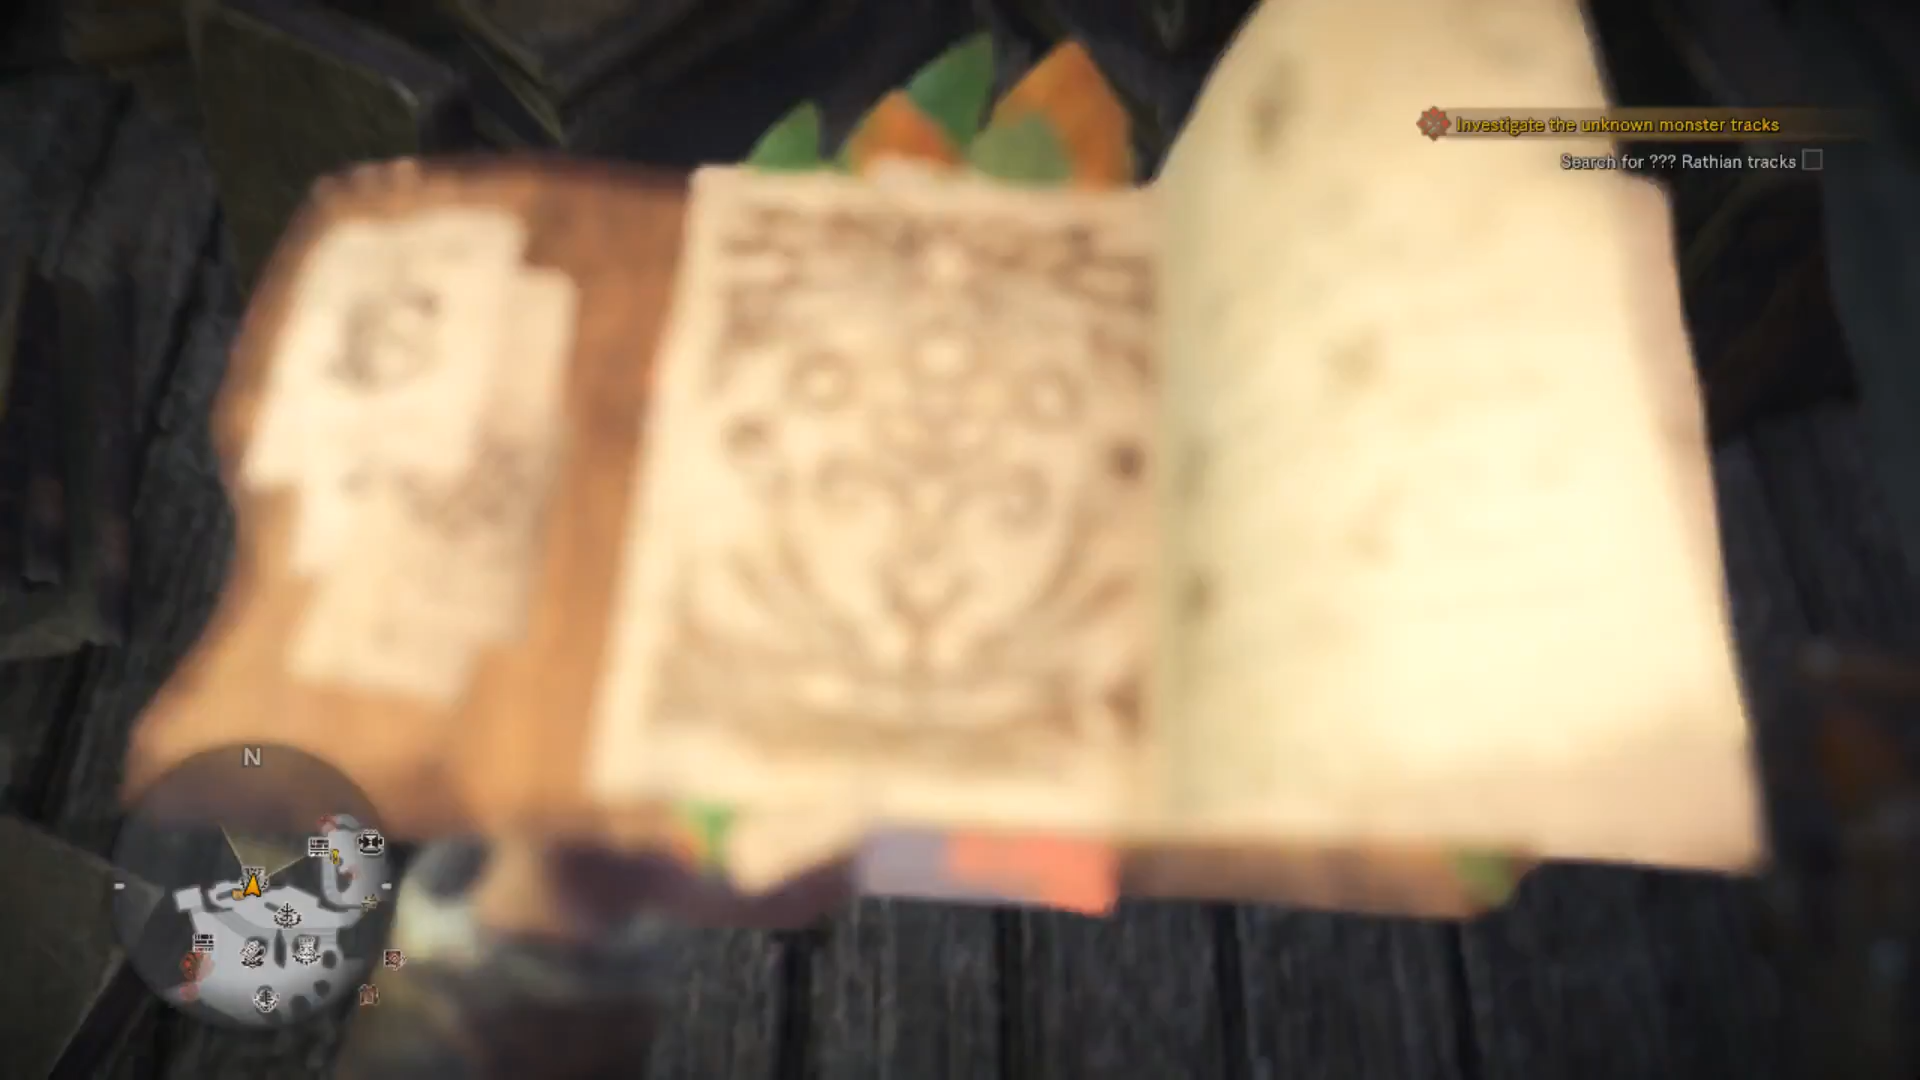 Investigate the unknown monster tracks
Search for ??? Rathian tracks
N